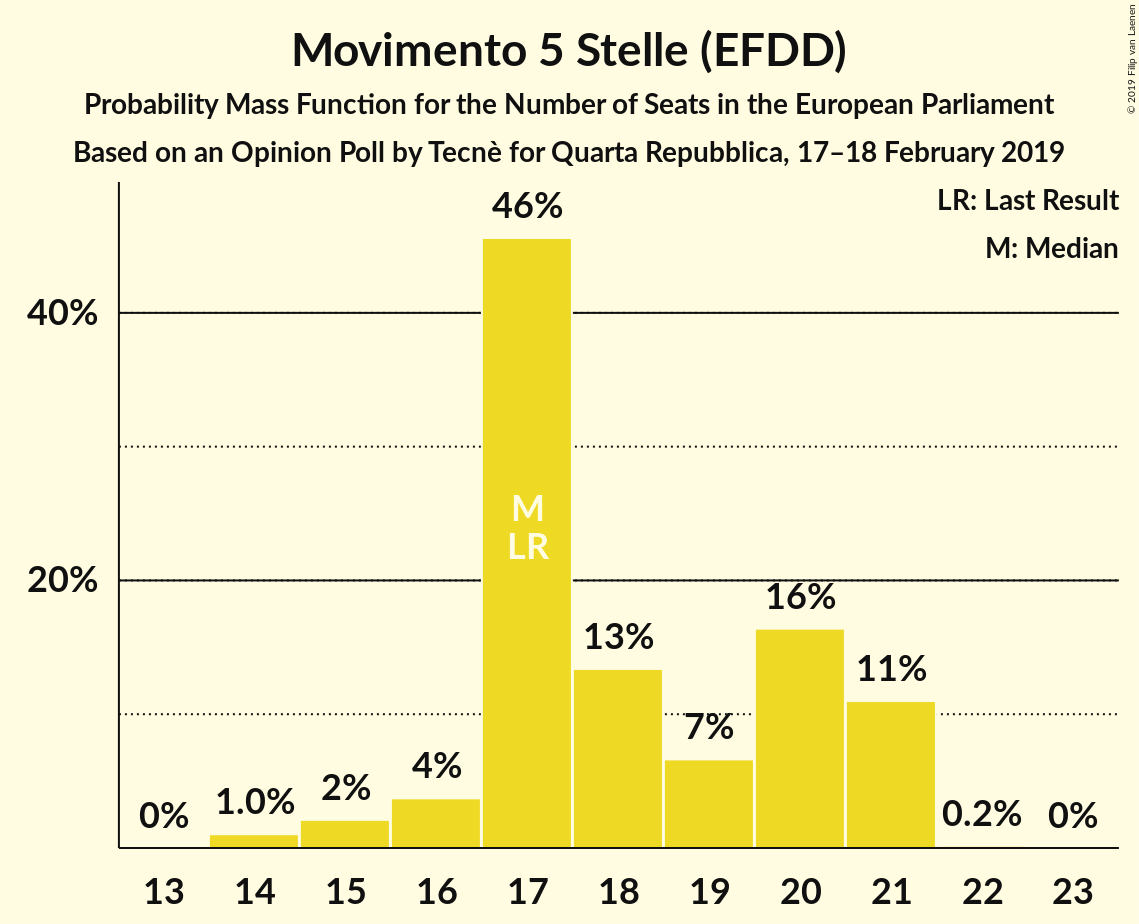 Movimento 5 Stelle (EFDD)
Probability Mass Function for the Number of Seats in the European Parliament
Based on an Opinion Poll by Tecnè for Quarta Repubblica, 17–18 February 2019
© 2019 Filip van Laenen
LR: Last Result
M: Median
46%
40%
M
LR
20%
16%
13%
11%
7%
4%
2%
1.0%
0%
0.2%
0%
13 14 15 16 17 18 19 20 21 22 23